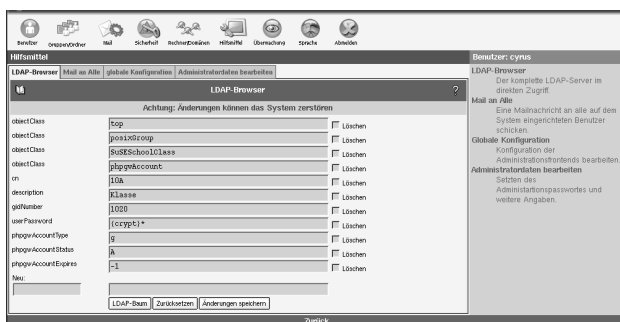 Benutzer Gruppen/Ordner Mail Sicherheit Rechner/Domänen Hilfsmittel Übermachung Sprache Abmelden
Hilfsmittel
LDAP-Browser Mail an Alle globale Konfiguration Administratordaten bearbeiten
LDAP-Browser ?
Achtung: Änderungen können das System zerstören
objectClass top Löschen
objectClass posixGroup Löschen
objectClass SuSESchoolClass Löschen
objectClass phpgwAccount Löschen
cn 10A Löschen
description Klasse Löschen
gidNumber 1020 Löschen
userPassword {crypt}* Löschen
phpgwAccountType g Löschen
phpgwAccountStatus A Löschen
phpgwAccountExpires -1 Löschen
Neu:
LDAP-Baum Zurücksetzen Änderungen speichern
Zurück
Benutzer: cyrus
LDAP-Browser
Der komplette LDAP-Server im
direkten Zugriff.
Mail an Alle
Eine Mailnachricht an alle auf dem
System eingerichteten Benutzer
schicken.
Globale Konfiguration
Konfiguration der
Administrationsfrontends bearbeiten.
Administratordaten bearbeiten
Setzten des
Administartionspasswortes und
weitere Angaben.